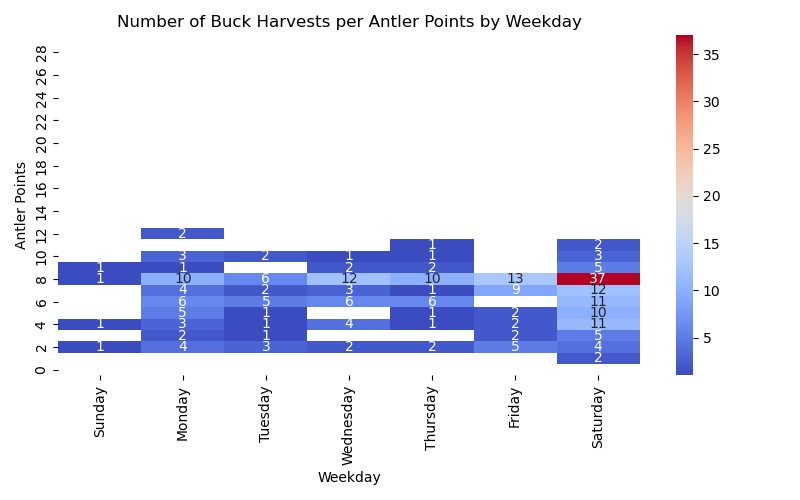 Number of Buck Harvests per Antler Points by Weekday
Antler Points
28
26
24
22
20
18
16
14
12 2
1 2
10 3 2 1 1 3
1 1 2 2 5
8 1 10 6 12 10 13 37
4 2 3 1 9 12
6 6 5 6 6 11
5 1 1 2 10
4 1 3 1 4 1 2 11
2 1 2 5
2 1 4 3 2 2 5 4
2
0
Sunday Monday Tuesday Wednesday Thursday Friday Saturday
Weekday
35
30
25
20
15
10
5